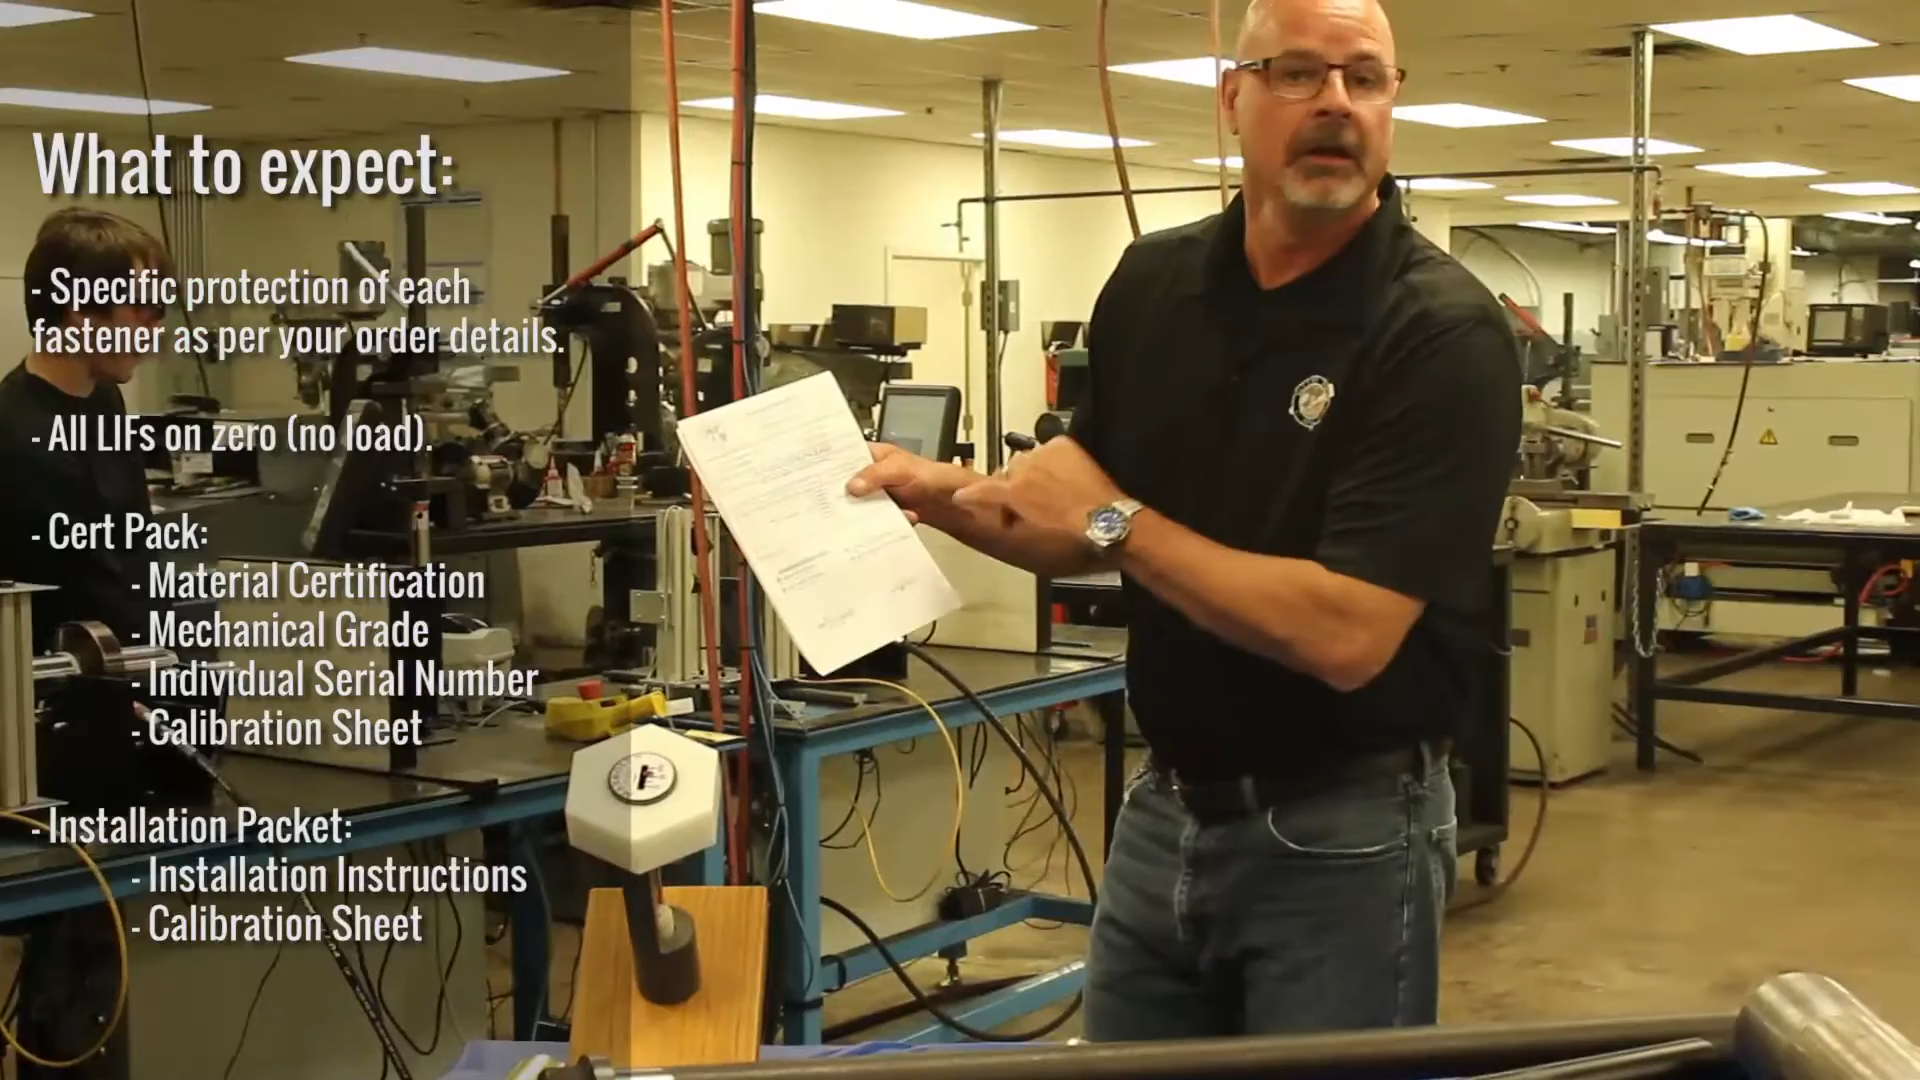 What to expect:
- Specific protection of each
fastener as per your order details.
- All LIFs on zero (no load).
- Cert Pack:
- Material Certification
- Mechanical Grade
- Individual Serial Number
- Calibration Sheet
- Installation Packet:
- Installation Instructions
- Calibration Sheet